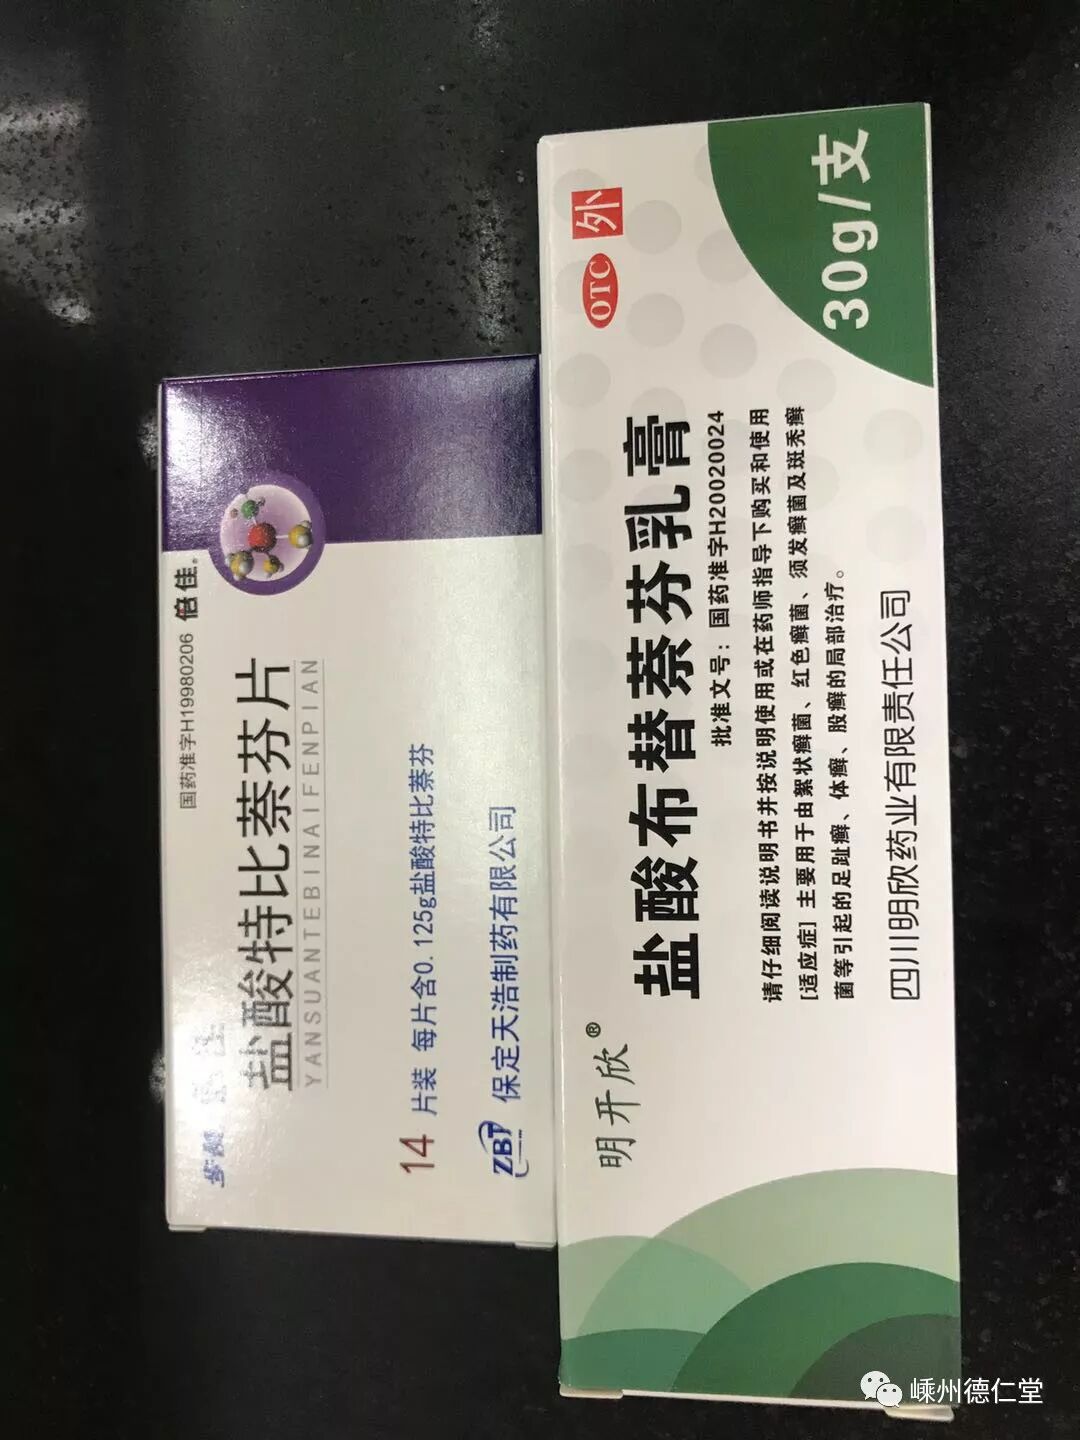 国药准字H19980206
倍佳®
盐酸特比萘芬片
YANSUANTEBINAIFENPIAN
14 片装 每片含0.125g盐酸特比萘芬
ZBT 保定天浩制药有限公司
外
OTC
30g/支
明开欣®
盐酸布替萘芬乳膏
批准文号：国药准字H20020024
请仔细阅读说明书并按说明使用或在药师指导下购买和使用
[适应症] 主要用于由絮状癣菌、红色癣菌、须发癣菌及斑秃癣
菌等引起的足趾癣、体癣、股癣的局部治疗。
四川明欣药业有限责任公司
嵊州德仁堂